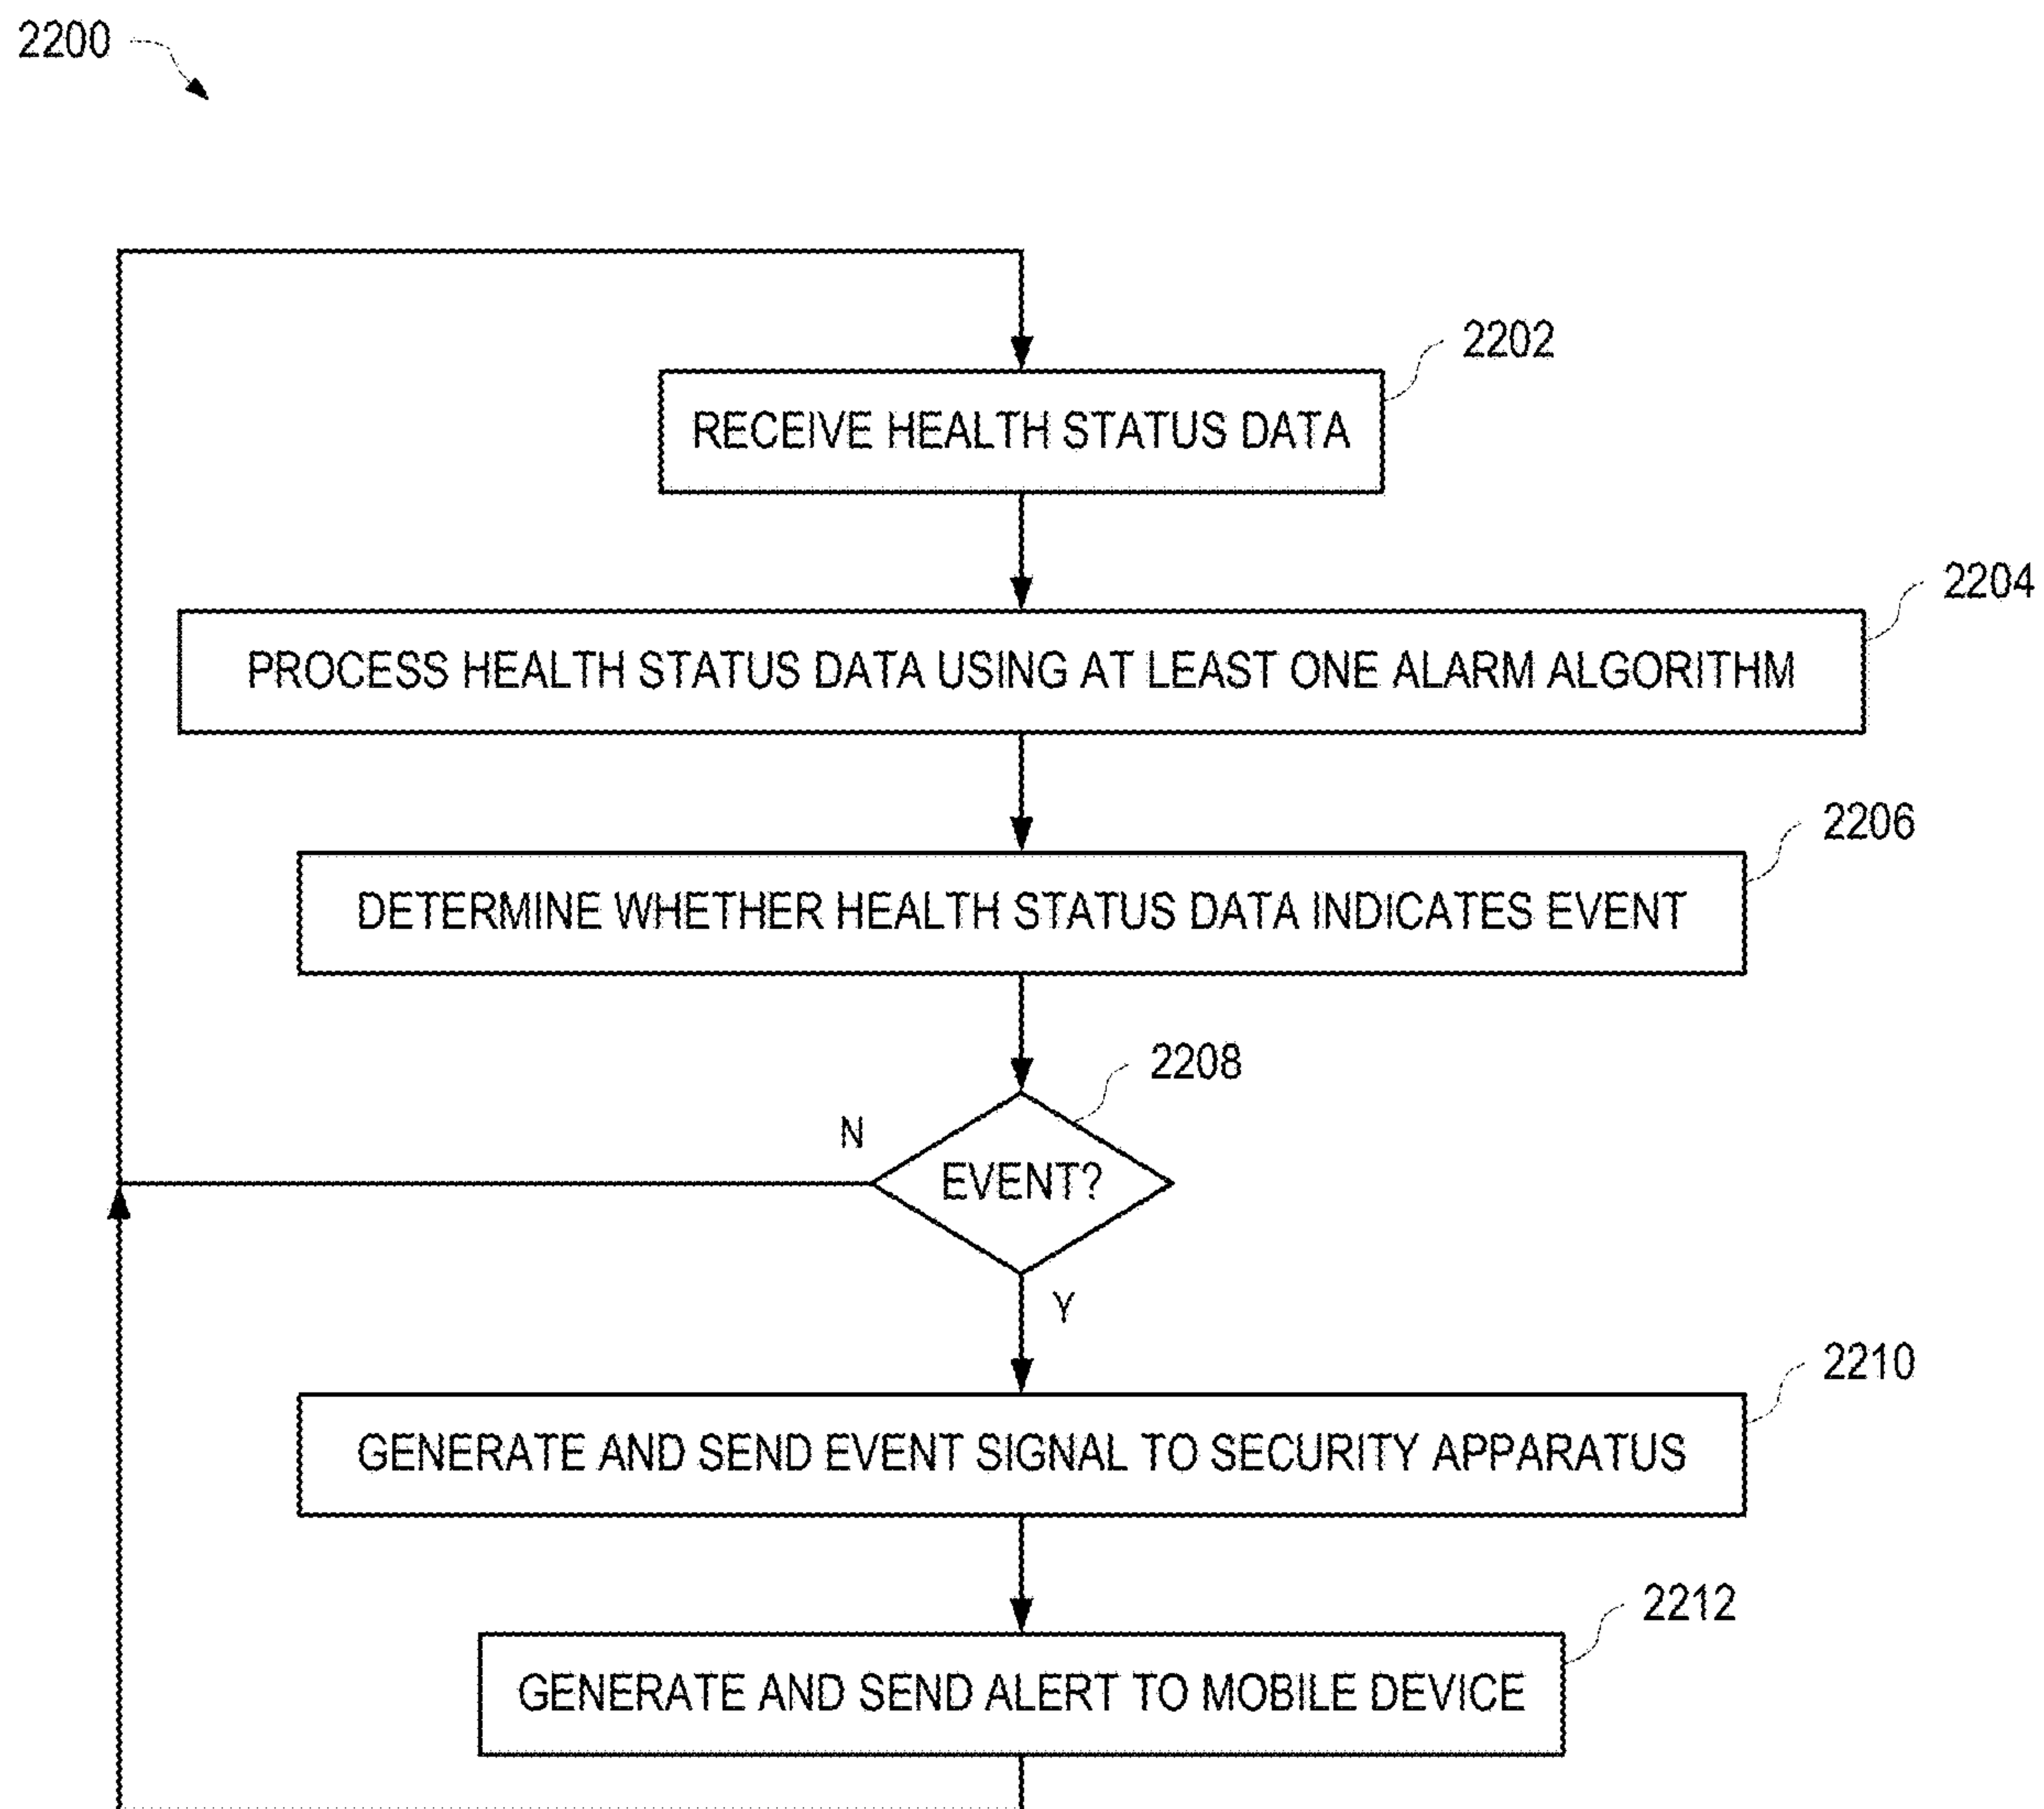 2200
2202
RECEIVE HEALTH STATUS DATA
2204
PROCESS HEALTH STATUS DATA USING AT LEAST ONE ALARM ALGORITHM
2206
DETERMINE WHETHER HEALTH STATUS DATA INDICATES EVENT
2208
N
EVENT?
Y
2210
GENERATE AND SEND EVENT SIGNAL TO SECURITY APPARATUS
2212
GENERATE AND SEND ALERT TO MOBILE DEVICE